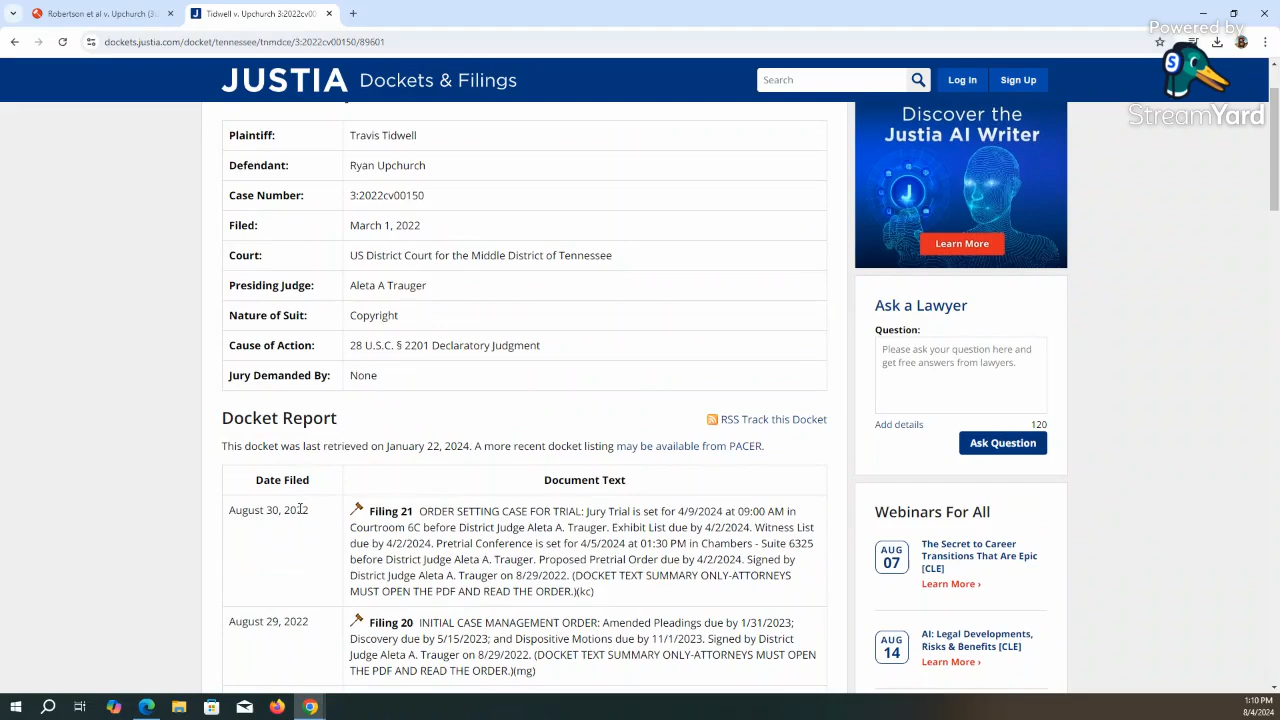 Robertson et al v. Upchurch (3:0
Tidwell v. Upchurch 3:2022cv00
dockets.justia.com/docket/tennessee/tnmdce/3:2022cv00150/89601
Powered by
StreamYard
JUSTIA Dockets & Filings
Search
Log In
Sign Up
Plaintiff: Travis Tidwell
Defendant: Ryan Upchurch
Case Number: 3:2022cv00150
Filed: March 1, 2022
Court: US District Court for the Middle District of Tennessee
Presiding Judge: Aleta A Trauger
Nature of Suit: Copyright
Cause of Action: 28 U.S.C. § 2201 Declaratory Judgment
Jury Demanded By: None
Docket Report
RSS Track this Docket
This docket was last retrieved on January 22, 2024. A more recent docket listing may be available from PACER.
Date Filed
Document Text
August 30, 2022
Filing 21 ORDER SETTING CASE FOR TRIAL: Jury Trial is set for 4/9/2024 at 09:00 AM in
Courtroom 6C before District Judge Aleta A. Trauger. Exhibit List due by 4/2/2024. Witness List
due by 4/2/2024. Pretrial Conference is set for 4/5/2024 at 01:30 PM in Chambers - Suite 6325
before District Judge Aleta A. Trauger. Proposed Pretrial Order due by 4/2/2024. Signed by
District Judge Aleta A. Trauger on 8/29/2022. (DOCKET TEXT SUMMARY ONLY-ATTORNEYS
MUST OPEN THE PDF AND READ THE ORDER.)(kc)
August 29, 2022
Filing 20 INITIAL CASE MANAGEMENT ORDER: Amended Pleadings due by 1/31/2023;
Discovery due by 5/15/2023; and Dispositive Motions due by 11/1/2023. Signed by District
Judge Aleta A. Trauger on 8/29/2022. (DOCKET TEXT SUMMARY ONLY-ATTORNEYS MUST OPEN
THE PDF AND READ THE ORDER.)(mg)
Discover the
Justia AI Writer
J
Learn More
Ask a Lawyer
Question:
Please ask your question here and
get free answers from lawyers.
Add details
120
Ask Question
Webinars For All
AUG
07
The Secret to Career
Transitions That Are Epic
[CLE]
Learn More ›
AUG
14
AI: Legal Developments,
Risks & Benefits [CLE]
Learn More ›
1:10 PM
8/4/2024